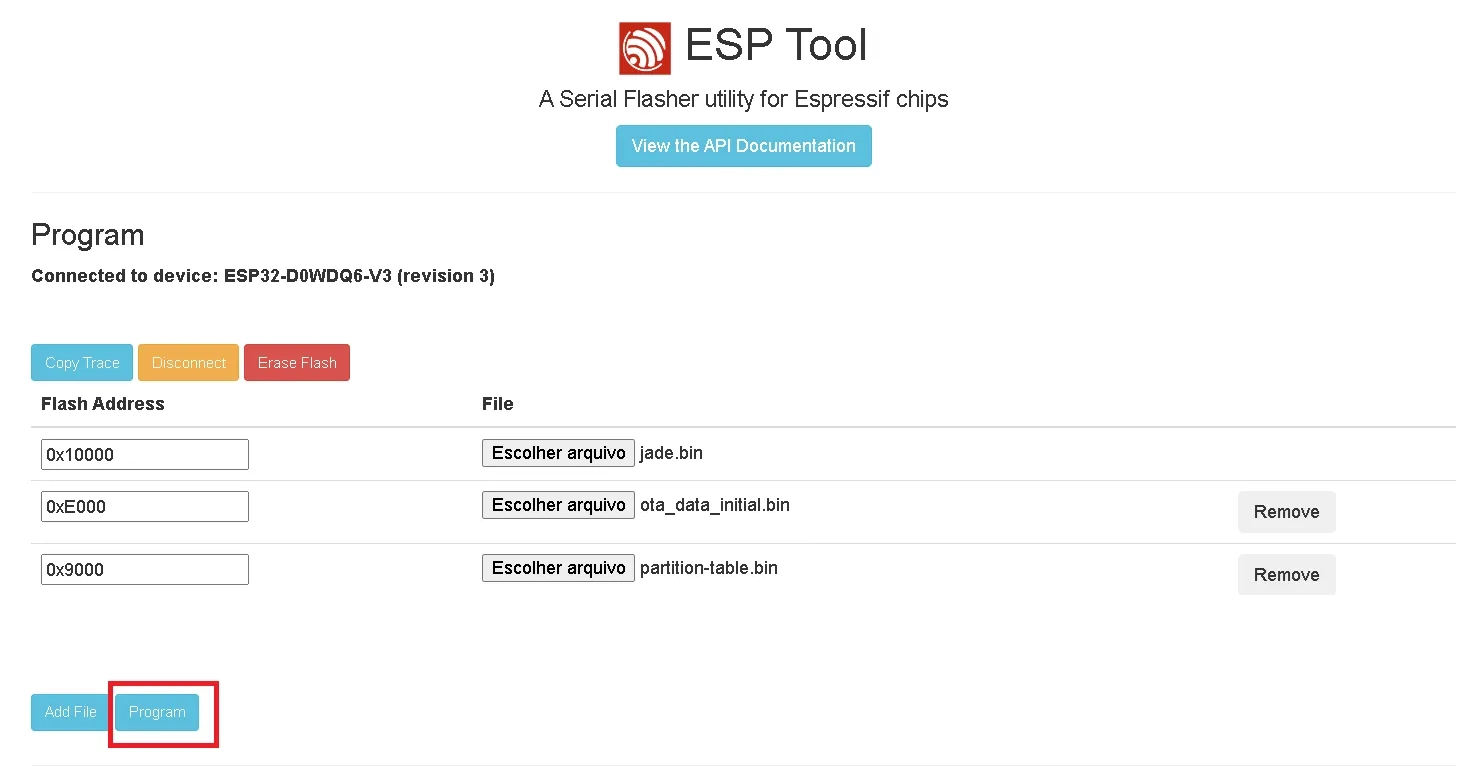 ESP Tool
A Serial Flasher utility for Espressif chips
View the API Documentation
Program
Connected to device: ESP32-D0WDQ6-V3 (revision 3)
Copy Trace Disconnect Erase Flash
Flash Address File
0x10000 Escolher arquivo jade.bin
0xE000 Escolher arquivo ota_data_initial.bin Remove
0x9000 Escolher arquivo partition-table.bin Remove
Add File Program